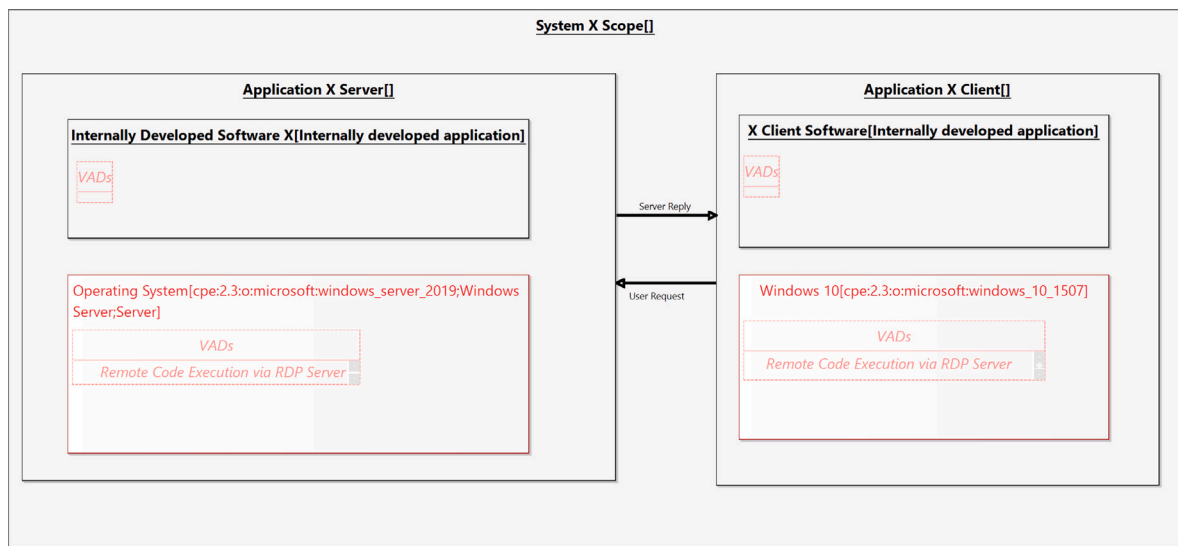 System X Scope[]
Application X Server[]
Internally Developed Software X[Internally developed application]
VADs
Operating System[cpe:2.3:o:microsoft:windows_server_2019;Windows
Server;Server]
VADs
Remote Code Execution via RDP Server
Server Reply
User Request
Application X Client[]
X Client Software[Internally developed application]
VADs
Windows 10[cpe:2.3:o:microsoft:windows_10_1507]
VADs
Remote Code Execution via RDP Server